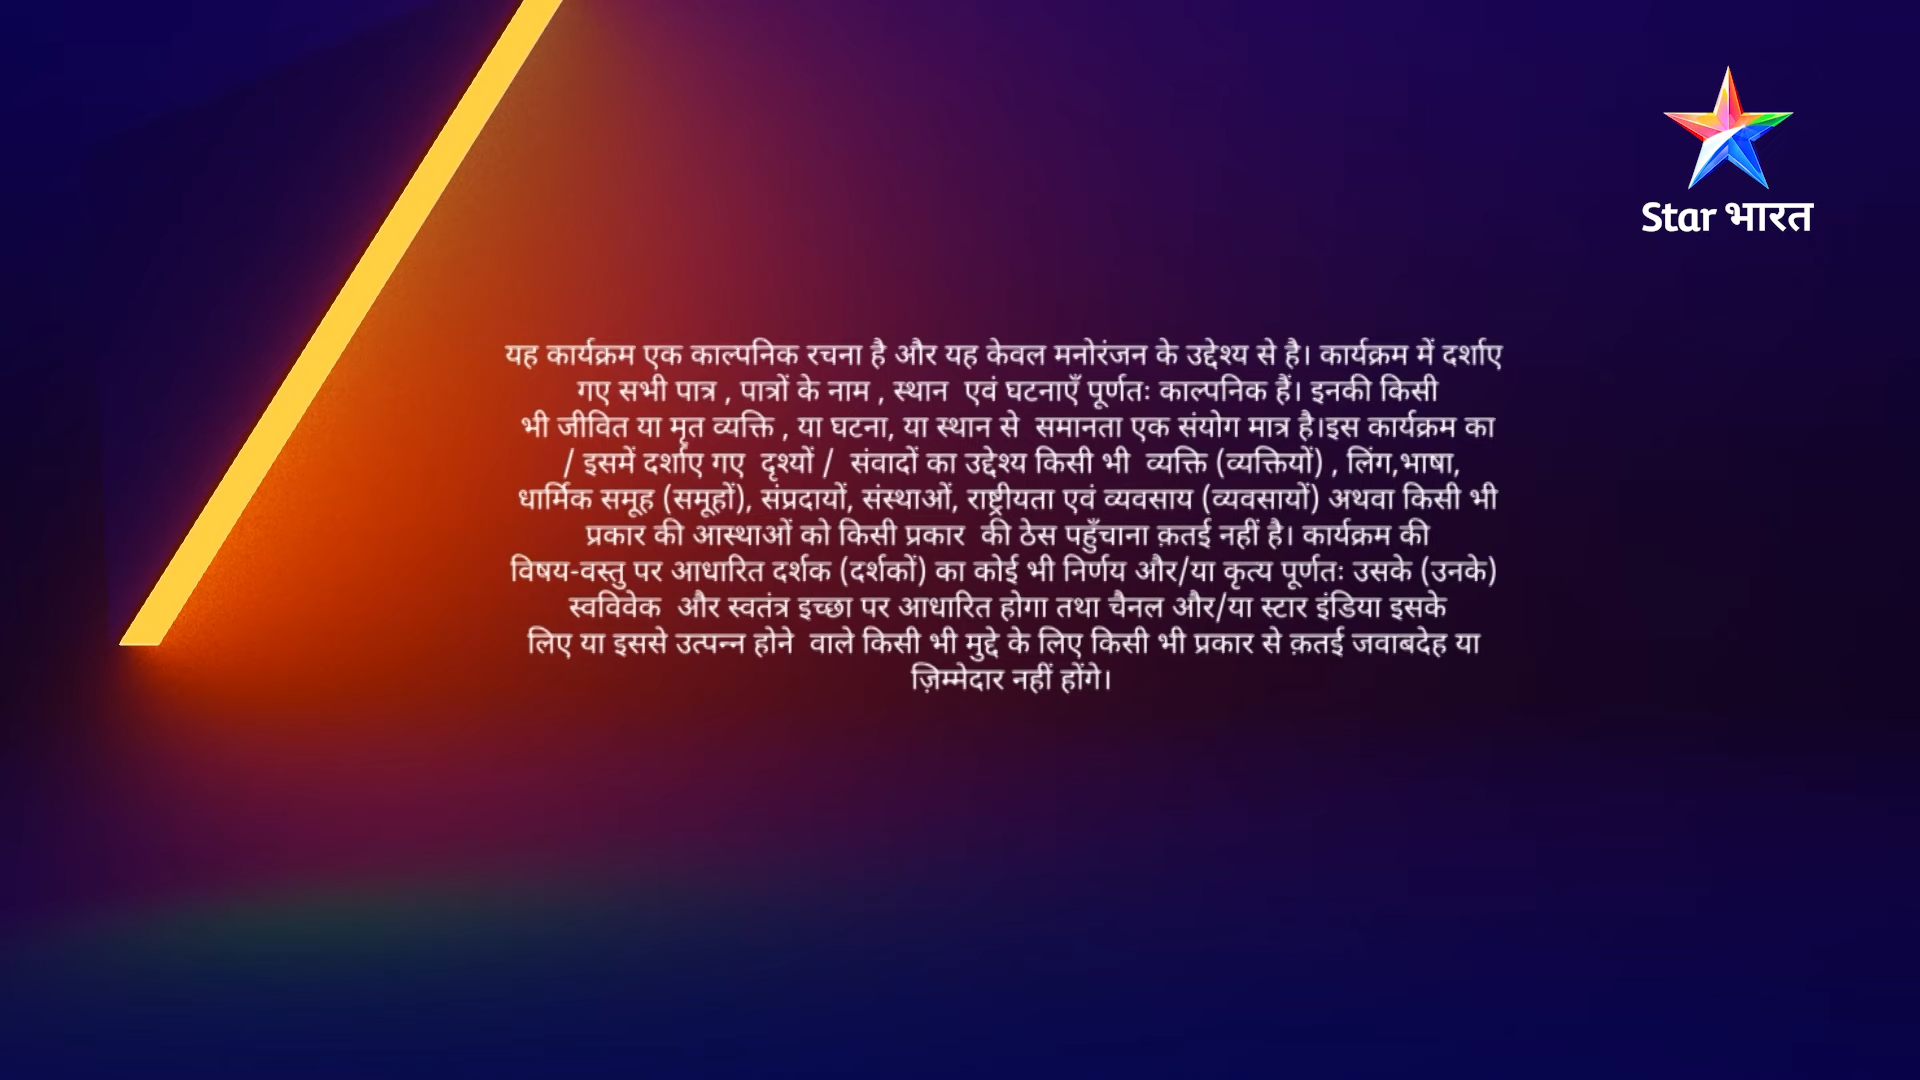 Star भारत
यह कार्यक्रम एक काल्पनिक रचना है और यह केवल मनोरंजन के उद्देश्य से है। कार्यक्रम में दर्शाए
गए सभी पात्र , पात्रों के नाम , स्थान  एवं घटनाएँ पूर्णतः काल्पनिक हैं। इनकी किसी
भी जीवित या मृत व्यक्ति , या घटना, या स्थान से  समानता एक संयोग मात्र है।इस कार्यक्रम का
/ इसमें दर्शाए गए  दृश्यों /  संवादों का उद्देश्य किसी भी  व्यक्ति (व्यक्तियों) , लिंग,भाषा,
धार्मिक समूह (समूहों), संप्रदायों, संस्थाओं, राष्ट्रीयता एवं व्यवसाय (व्यवसायों) अथवा किसी भी
प्रकार की आस्थाओं को किसी प्रकार  की ठेस पहुँचाना क़तई नहीं है। कार्यक्रम की
विषय-वस्तु पर आधारित दर्शक (दर्शकों) का कोई भी निर्णय और/या कृत्य पूर्णतः उसके (उनके)
स्वविवेक  और स्वतंत्र इच्छा पर आधारित होगा तथा चैनल और/या स्टार इंडिया इसके
लिए या इससे उत्पन्न होने  वाले किसी भी मुद्दे के लिए किसी भी प्रकार से क़तई जवाबदेह या
ज़िम्मेदार नहीं होंगे।